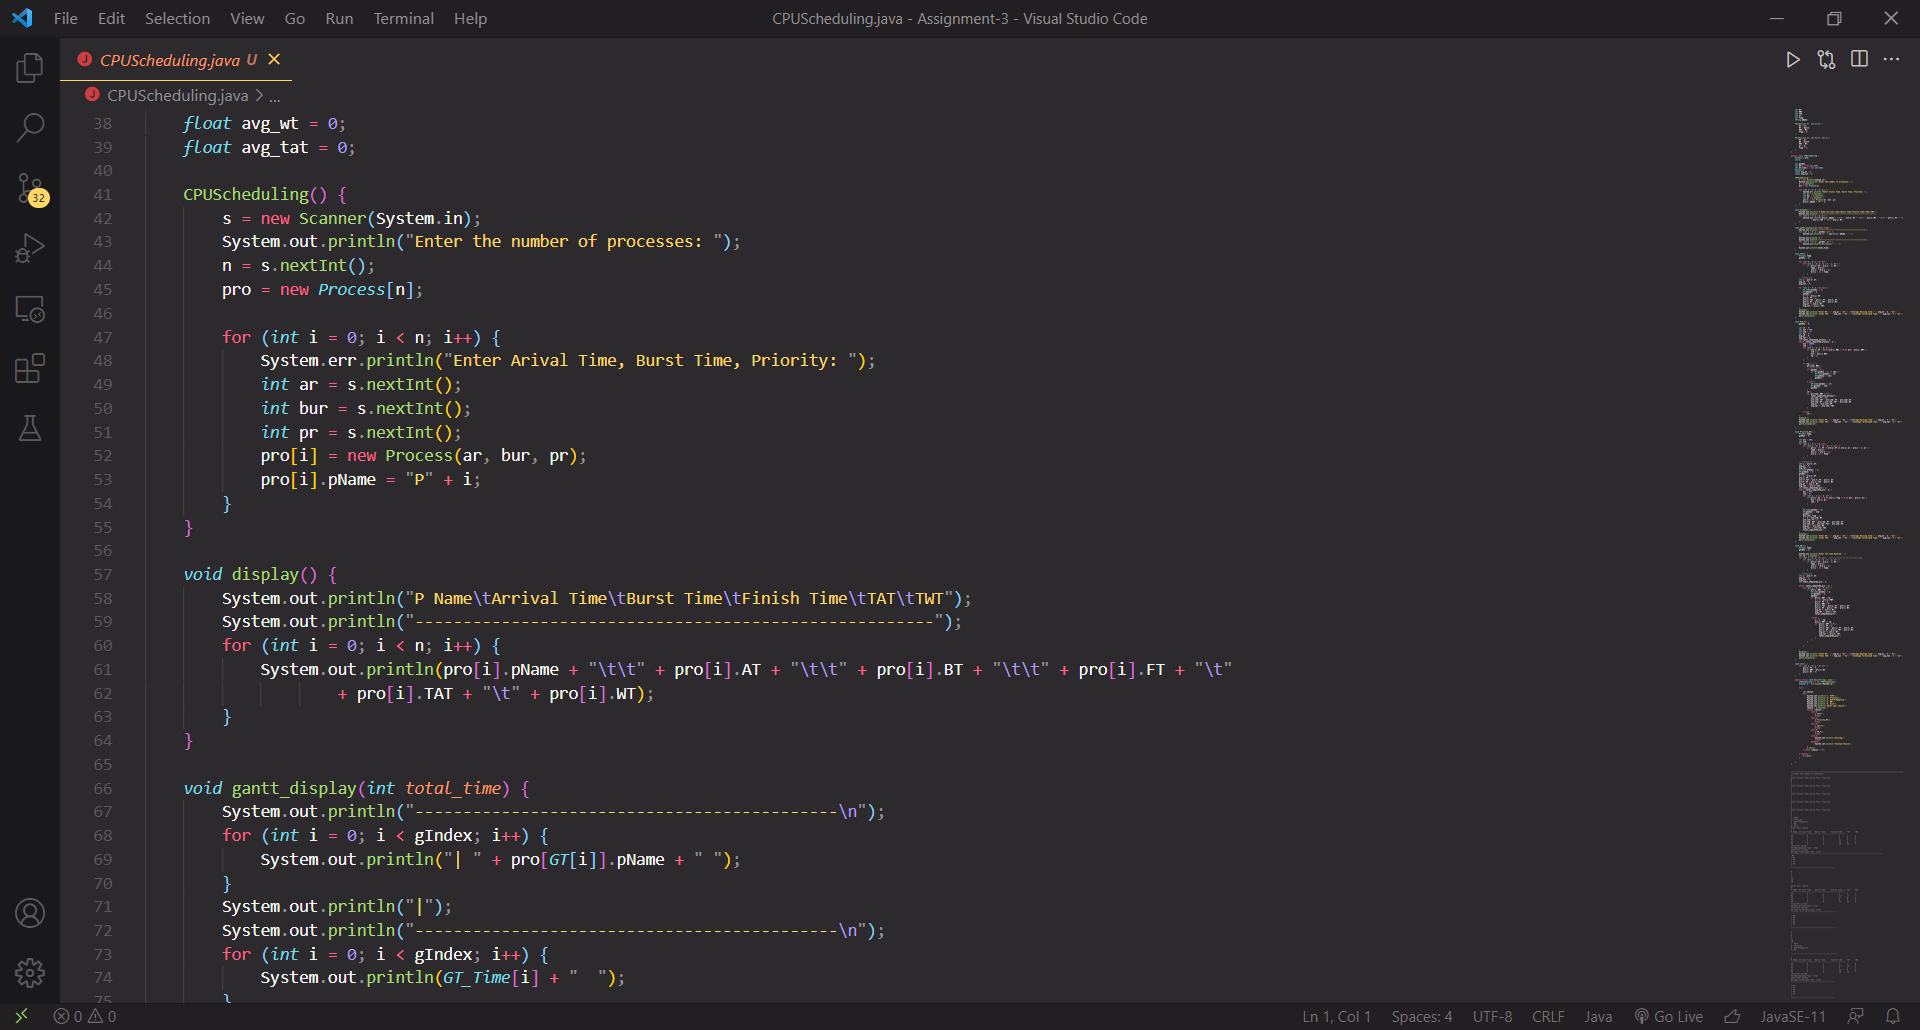 File Edit Selection View Go Run Terminal Help CPUScheduling.java - Assignment-3 - Visual Studio Code
J CPUScheduling.java U
J CPUScheduling.java > ...
38 float avg_wt = 0;
39 float avg_tat = 0;
40
41 CPUScheduling() {
42 s = new Scanner(System.in);
43 System.out.println("Enter the number of processes: ");
44 n = s.nextInt();
45 pro = new Process[n];
46
47 for (int i = 0; i < n; i++) {
48 System.err.println("Enter Arival Time, Burst Time, Priority: ");
49 int ar = s.nextInt();
50 int bur = s.nextInt();
51 int pr = s.nextInt();
52 pro[i] = new Process(ar, bur, pr);
53 pro[i].pName = "P" + i;
54 }
55 }
56
57 void display() {
58 System.out.println("P Name\tArrival Time\tBurst Time\tFinish Time\tTAT\tTWT");
59 System.out.println("------------------------------------------------------");
60 for (int i = 0; i < n; i++) {
61 System.out.println(pro[i].pName + "\t\t" + pro[i].AT + "\t\t" + pro[i].BT + "\t\t" + pro[i].FT + "\t"
62 + pro[i].TAT + "\t" + pro[i].WT);
63 }
64 }
65
66 void gantt_display(int total_time) {
67 System.out.println("--------------------------------------------\n");
68 for (int i = 0; i < gIndex; i++) {
69 System.out.println("| " + pro[GT[i]].pName + " ");
70 }
71 System.out.println("|");
72 System.out.println("--------------------------------------------\n");
73 for (int i = 0; i < gIndex; i++) {
74 System.out.println(GT_Time[i] + "  ");
75 }
32
0 0 Ln 1, Col 1 Spaces: 4 UTF-8 CRLF Java Go Live JavaSE-11